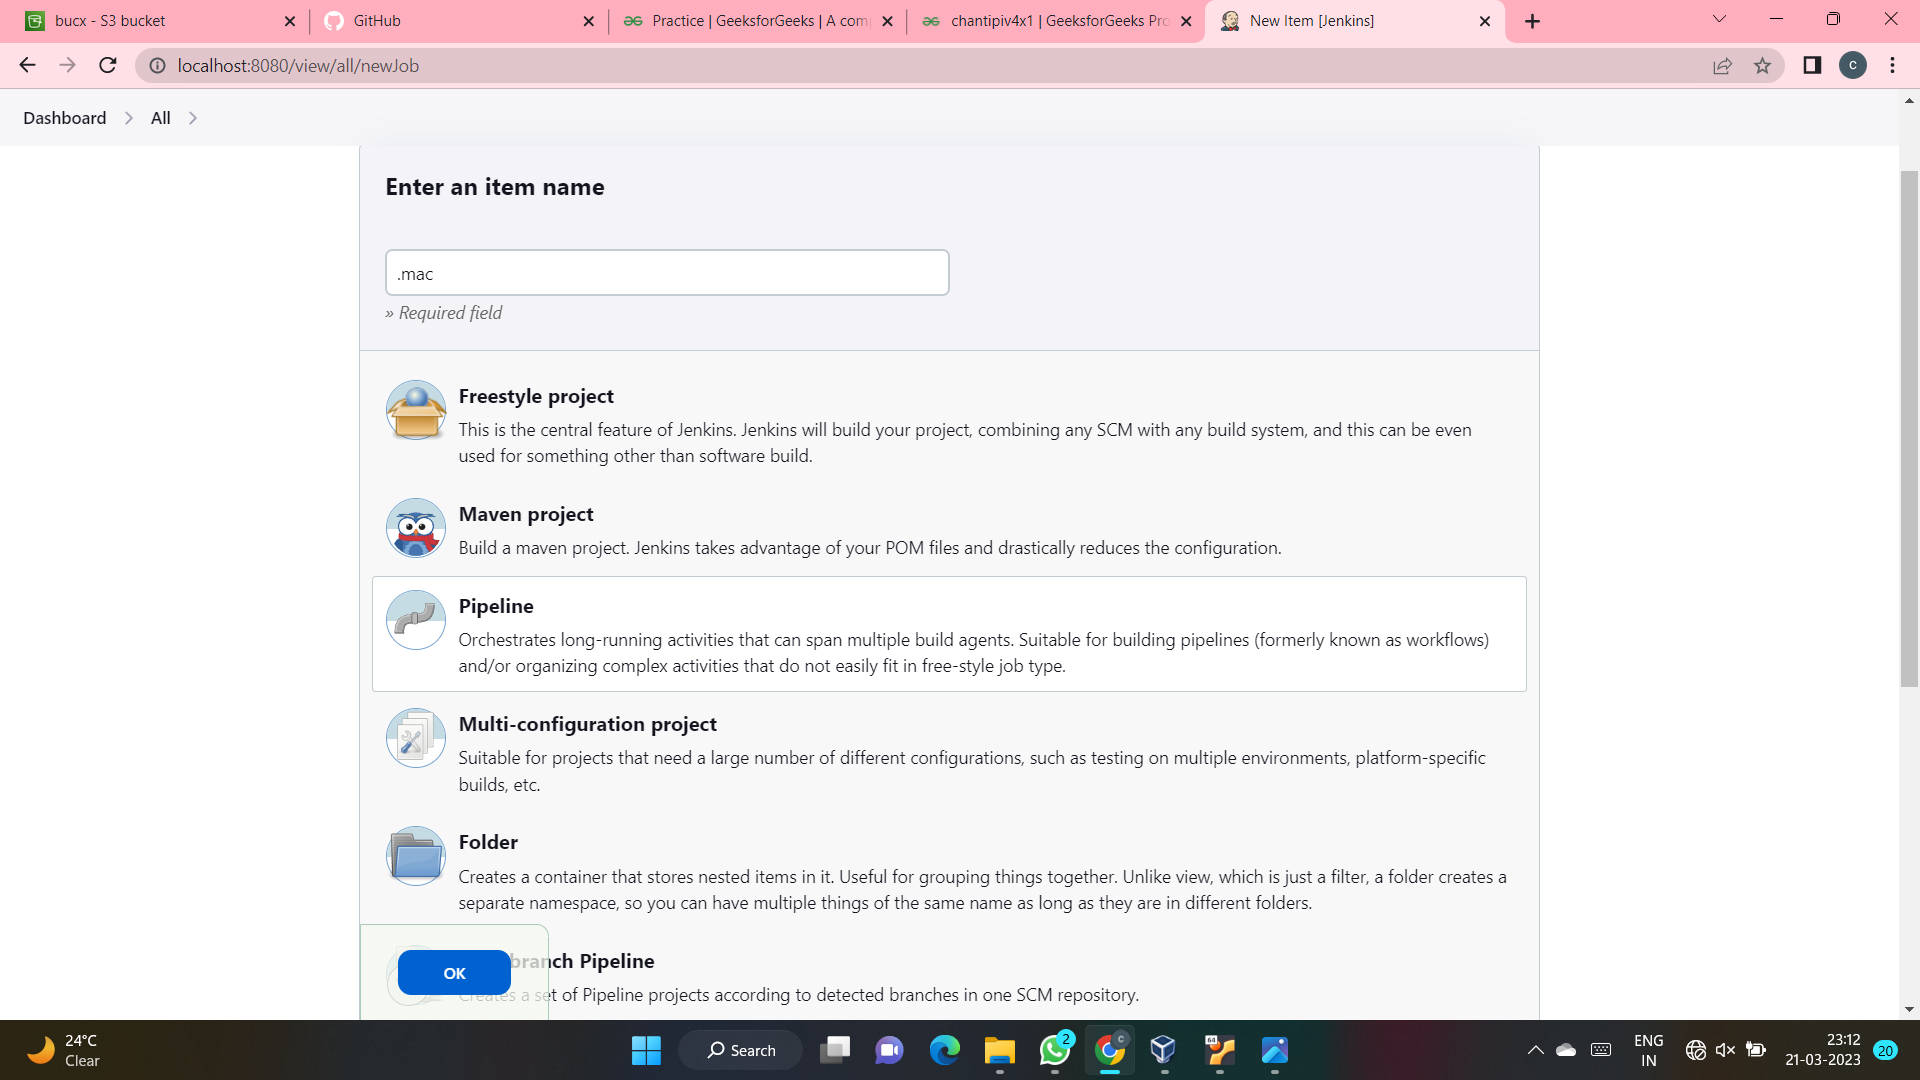 bucx - S3 bucket
GitHub
Practice | GeeksforGeeks | A com
chantipiv4x1 | GeeksforGeeks Pro
New Item [Jenkins]
localhost:8080/view/all/newJob
c
Dashboard
All
Enter an item name
.mac
» Required field
Freestyle project
This is the central feature of Jenkins. Jenkins will build your project, combining any SCM with any build system, and this can be even
used for something other than software build.
Maven project
Build a maven project. Jenkins takes advantage of your POM files and drastically reduces the configuration.
Pipeline
Orchestrates long-running activities that can span multiple build agents. Suitable for building pipelines (formerly known as workflows)
and/or organizing complex activities that do not easily fit in free-style job type.
Multi-configuration project
Suitable for projects that need a large number of different configurations, such as testing on multiple environments, platform-specific
builds, etc.
Folder
Creates a container that stores nested items in it. Useful for grouping things together. Unlike view, which is just a filter, a folder creates a
separate namespace, so you can have multiple things of the same name as long as they are in different folders.
branch Pipeline
OK
Creates a set of Pipeline projects according to detected branches in one SCM repository.
24°C
Clear
Search
2
C
64
ENG
IN
23:12
21-03-2023
20